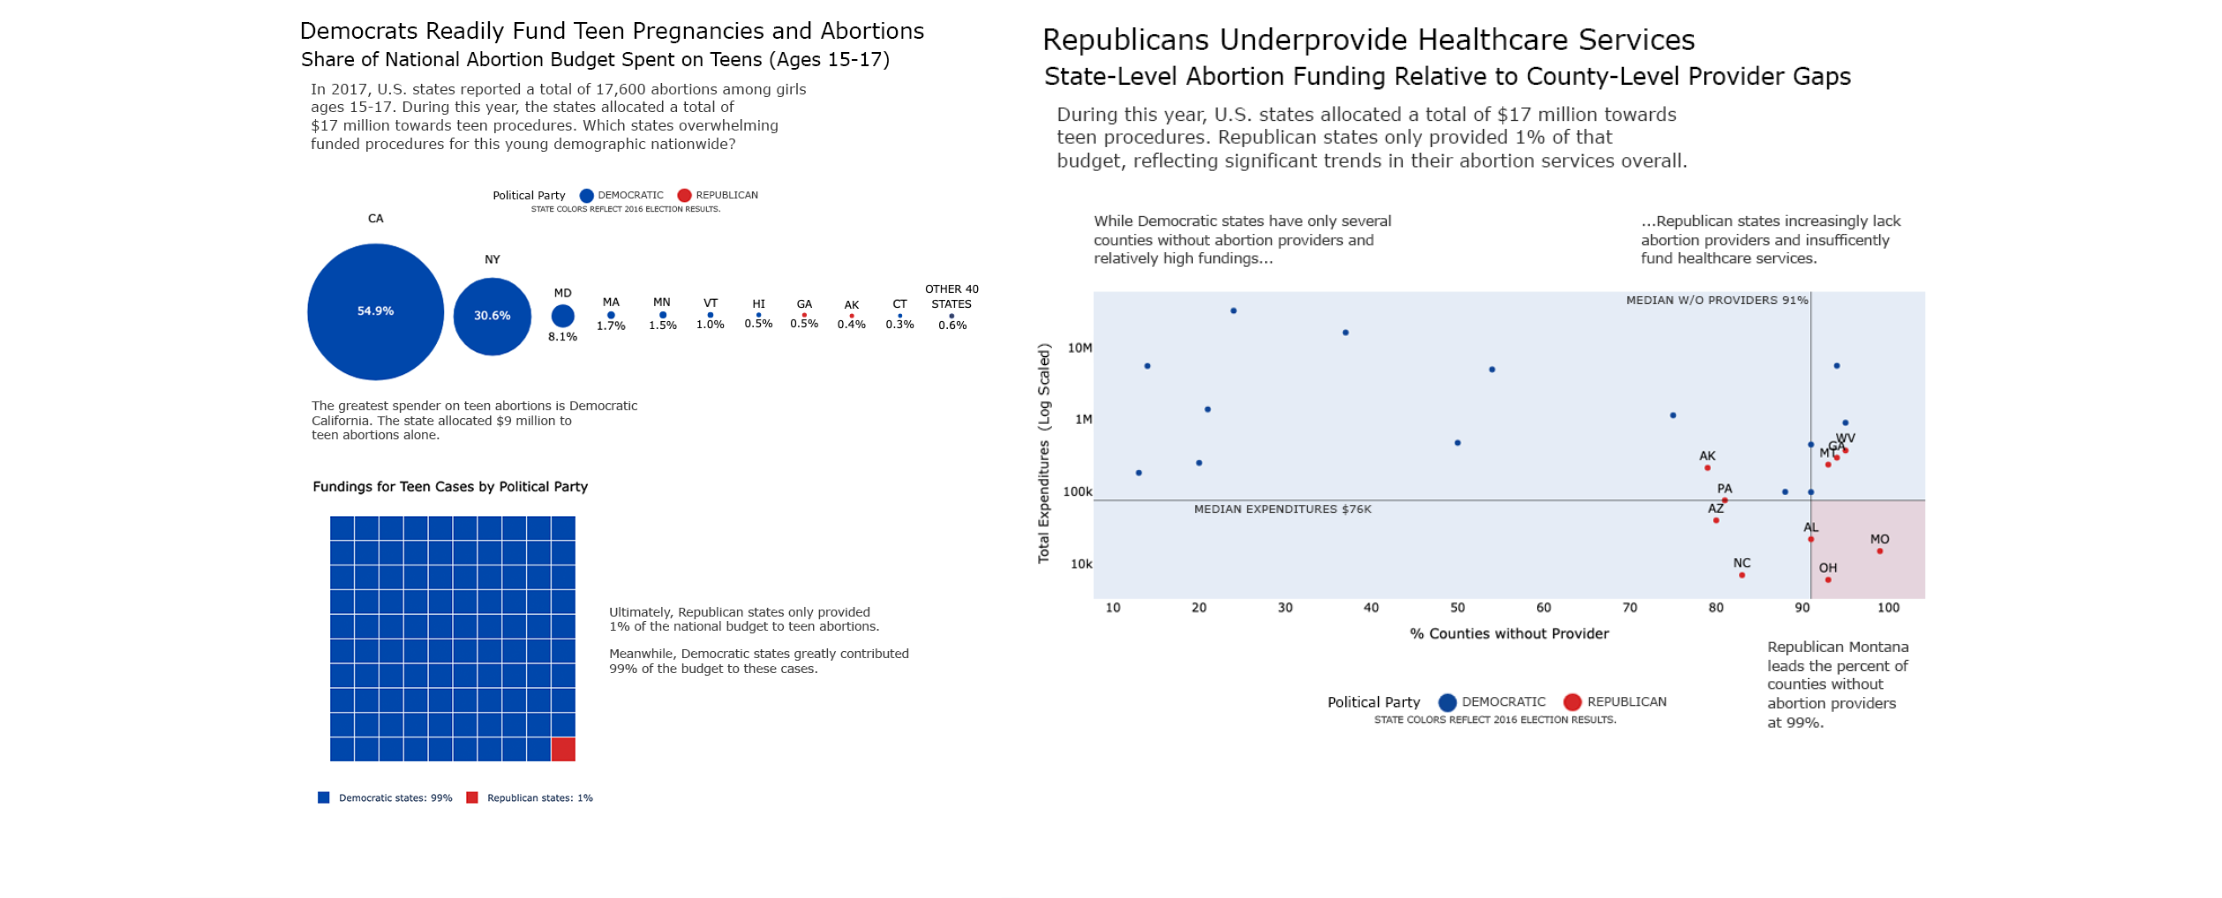 Democrats Readily Fund Teen Pregnancies and Abortions
Share of National Abortion Budget Spent on Teens (Ages 15-17)
In 2017, U.S. states reported a total of 17,600 abortions among girls
ages 15-17. During this year, the states allocated a total of
$17 million towards teen procedures. Which states overwhelming
funded procedures for this young demographic nationwide?
Political Party DEMOCRATIC REPUBLICAN
STATE COLORS REFLECT 2016 ELECTION RESULTS.
CA
54.9%
NY
30.6%
MD
8.1%
MA
1.7%
MN
1.5%
VT
1.0%
HI
0.5%
GA
0.5%
AK
0.4%
CT
0.3%
OTHER 40
STATES
0.6%
The greatest spender on teen abortions is Democratic
California. The state allocated $9 million to
teen abortions alone.
Fundings for Teen Cases by Political Party
Ultimately, Republican states only provided
1% of the national budget to teen abortions.
Meanwhile, Democratic states greatly contributed
99% of the budget to these cases.
Democratic states: 99% Republican states: 1%
Republicans Underprovide Healthcare Services
State-Level Abortion Funding Relative to County-Level Provider Gaps
During this year, U.S. states allocated a total of $17 million towards
teen procedures. Republican states only provided 1% of that
budget, reflecting significant trends in their abortion services overall.
While Democratic states have only several
counties without abortion providers and
relatively high fundings...
...Republican states increasingly lack
abortion providers and insufficently
fund healthcare services.
MEDIAN W/O PROVIDERS 91%
Total Expenditures (Log Scaled)
10M
1M
100k
10k
WV
GA
MT
AK
PA
AZ
MEDIAN EXPENDITURES $76K
AL
MO
NC
OH
10 20 30 40 50 60 70 80 90 100
% Counties without Provider
Republican Montana
leads the percent of
counties without
abortion providers
at 99%.
Political Party DEMOCRATIC REPUBLICAN
STATE COLORS REFLECT 2016 ELECTION RESULTS.